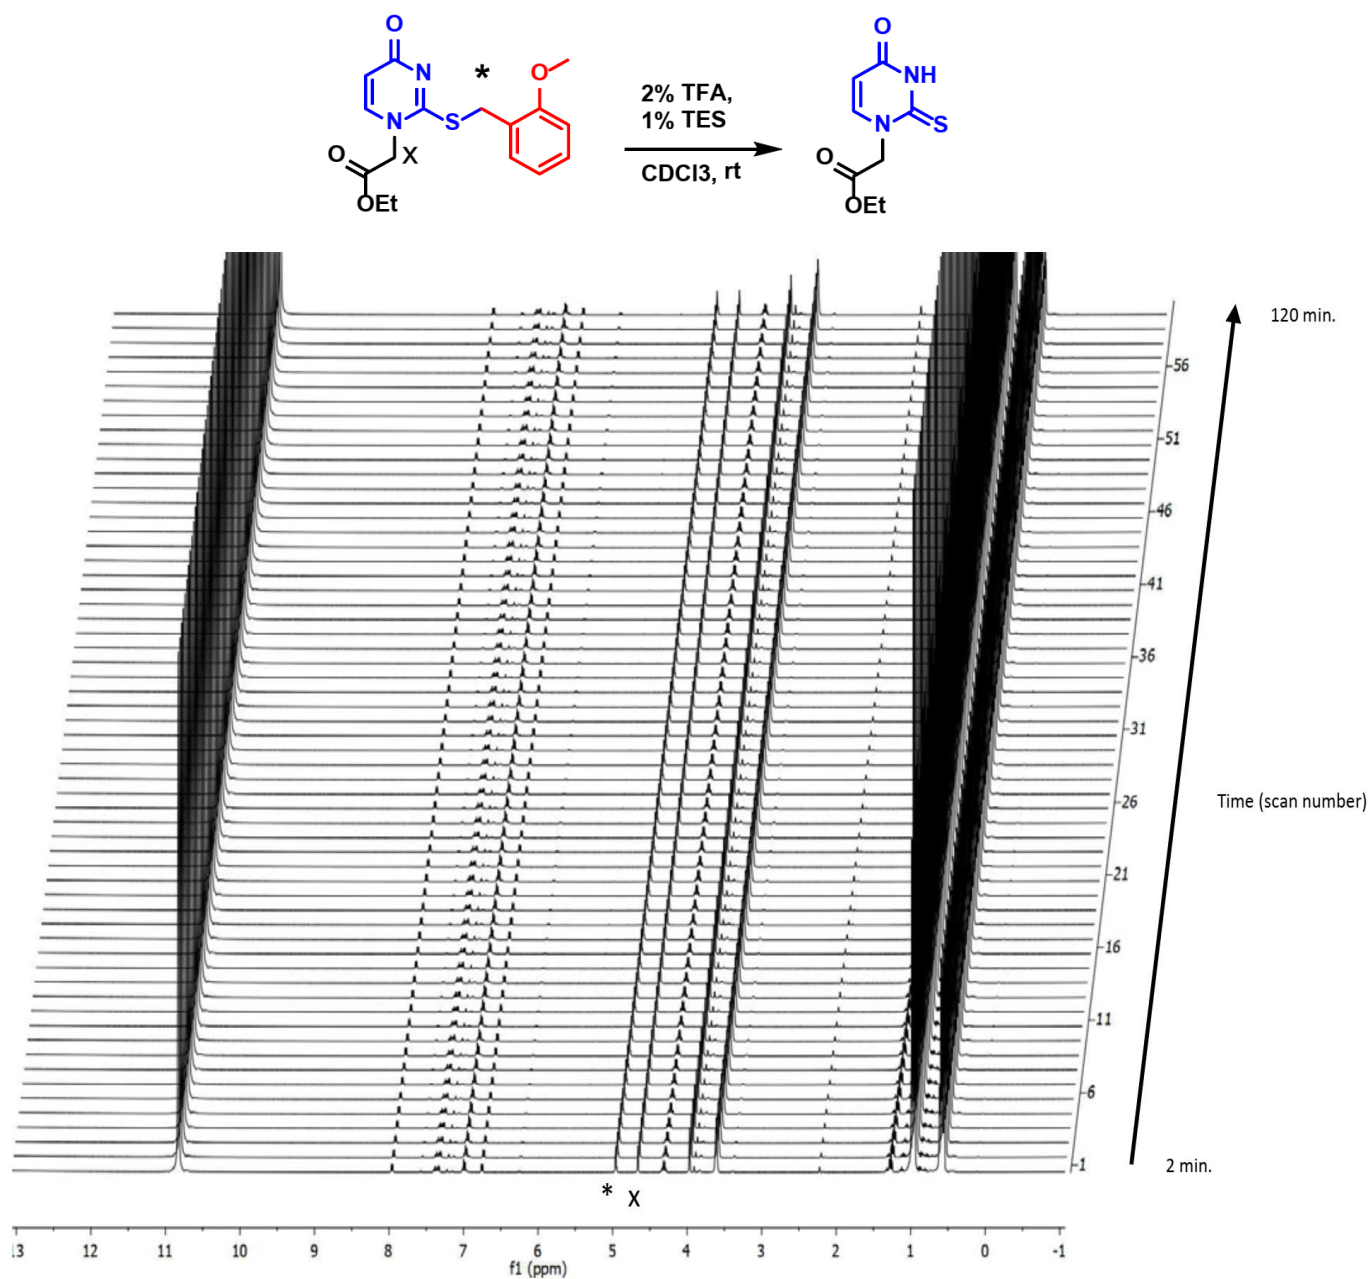 O
N
N
S
*
O
O
X
OEt
2% TFA,
1% TES
CDCl3, rt
O
NH
N
S
O
OEt
120 min.
56
51
46
41
36
31
26
Time (scan number)
21
16
11
6
1
2 min.
* X
13 12 11 10 9 8 7 6 5 4 3 2 1 0 -1
f1 (ppm)